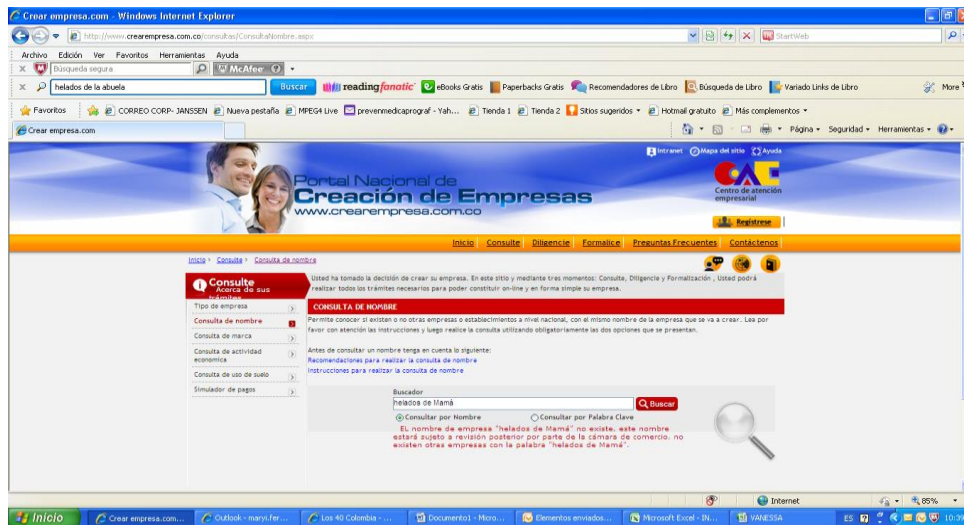 Crear empresa.com - Windows Internet Explorer
http://www.crearempresa.com.co/consultas/ConsultaNombre.aspx
StartWeb
Archivo Edición Ver Favoritos Herramientas Ayuda
X Búsqueda segura McAfee
X helados de la abuela Buscar readingfanatic eBooks Gratis Paperbacks Gratis Recomendadores de Libro Búsqueda de Libro Variado Links de Libro More
Favoritos CORREO CORP- JANSSEN Nueva pestaña MPEG4 Live prevenmedicaprograf - Yah... Tienda 1 Tienda 2 Sitios sugeridos Hotmail gratuito Más complementos
Crear empresa.com Página Seguridad Herramientas
Intranet Mapa del sitio Ayuda
Portal Nacional de
Creación de Empresas
www.crearempresa.com.co
CAE
Centro de atención
empresarial
Regístrese
Inicio Consulte Diligencie Formalice Preguntas Frecuentes Contáctenos
Inicio > Consulta > Consulta de nombre
Consulte
Acerca de sus
trámites
Tipo de empresa
Consulta de nombre
Consulta de marca
Consulta de actividad
economica
Consulta de uso de suelo
Simulador de pagos
Usted ha tomado la decisión de crear su empresa. En este sitio y mediante tres momentos: Consulta, Diligencie y Formalización , Usted podrá
realizar todos los trámites necesarios para poder constituir on-line y en forma simple su empresa.
CONSULTA DE NOMBRE
Permite conocer si existen o no otras empresas o establecimientos a nivel nacional, con el mismo nombre de la empresa que se va a crear. Lea por
favor con atención las instrucciones y luego realice la consulta utilizando obligatoriamente las dos opciones que se presentan.
Antes de consultar un nombre tenga en cuenta lo siguiente:
Recomendaciones para realizar la consulta de nombre
Instrucciones para realizar la consulta de nombre
Buscador
helados de Mamá Buscar
Consultar por Nombre Consultar por Palabra Clave
EL nombre de empresa "helados de Mamá" no existe, este nombre
estará sujeto a revisión posterior por parte de la cámara de comercio, no
existen otras empresas con la palabra "helados de Mamá".
Internet 85%
Inicio Crear empresa.com... Outlook - maryi.fer... Los 40 Colombia - ... Documento1 - Micro... Elementos enviados... Microsoft Excel - IN... VANESSA ES 10:39